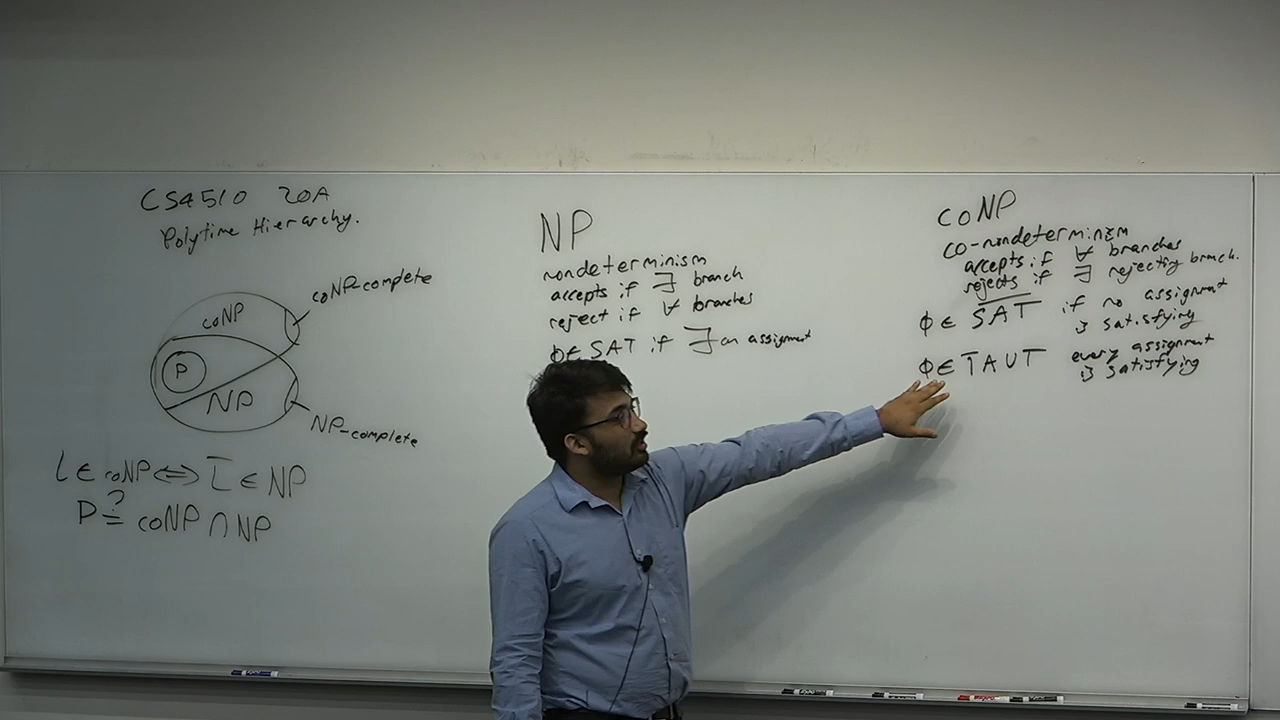 CS4510 20A
Polytime Hierarchy.
coNP-complete
coNP
P
NP
NP-complete
L ∈ coNP ⟺ L̅ ∈ NP
P ≟ coNP ∩ NP
NP
nondeterminism
accepts if ∃ branch
reject if ∀ branches
ϕ ∈ SAT if ∃ an assignment
coNP
co-nondeterminizm
accepts if ∀ branches
rejects if ∃ rejecting branch.
ϕ ∈ S̅A̅T̅ if no assignment
is satisfying
ϕ ∈ TAUT every assignment
is satisfying